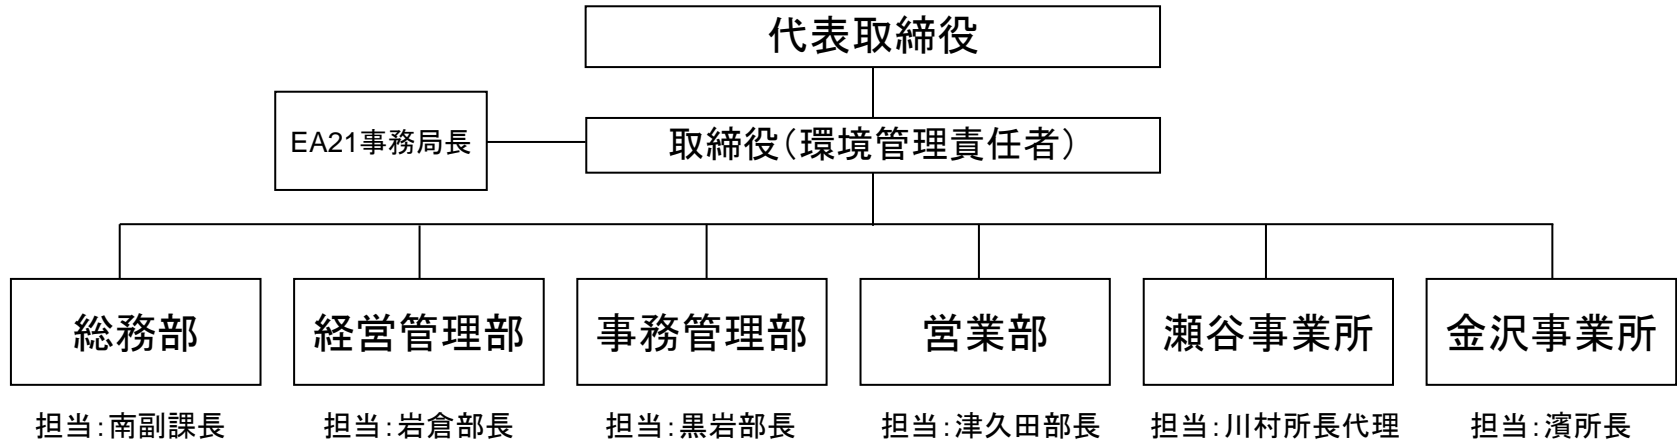 代表取締役
EA21事務局長
取締役（環境管理責任者）
総務部
経営管理部
事務管理部
営業部
瀬谷事業所
金沢事業所
担当：南副課長
担当：岩倉部長
担当：黒岩部長
担当：津久田部長
担当：川村所長代理
担当：濱所長